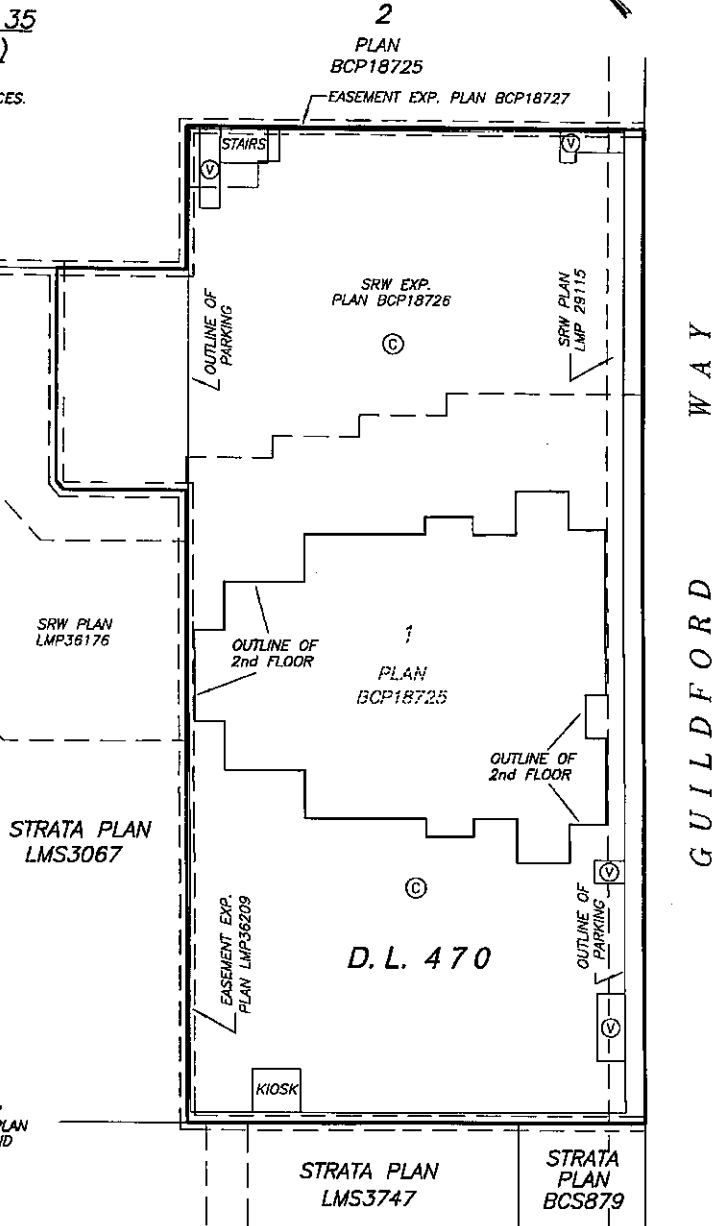 35
2
PLAN
BCP18725
CES.
EASEMENT EXP. PLAN BCP18727
STAIRS
V
V
SRW EXP.
PLAN BCP18726
C
OUTLINE OF
PARKING
SRW PLAN
LMP 29115
GUILDFORD WAY
SRW PLAN
LMP36176
OUTLINE OF
2nd FLOOR
1
PLAN
BCP18725
OUTLINE OF
2nd FLOOR
STRATA PLAN
LMS3067
V
C
EASEMENT EXP.
PLAN LMP36209
D.L. 470
OUTLINE OF
PARKING
V
KIOSK
PLAN
STRATA PLAN
LMS3747
STRATA
PLAN
BCS879